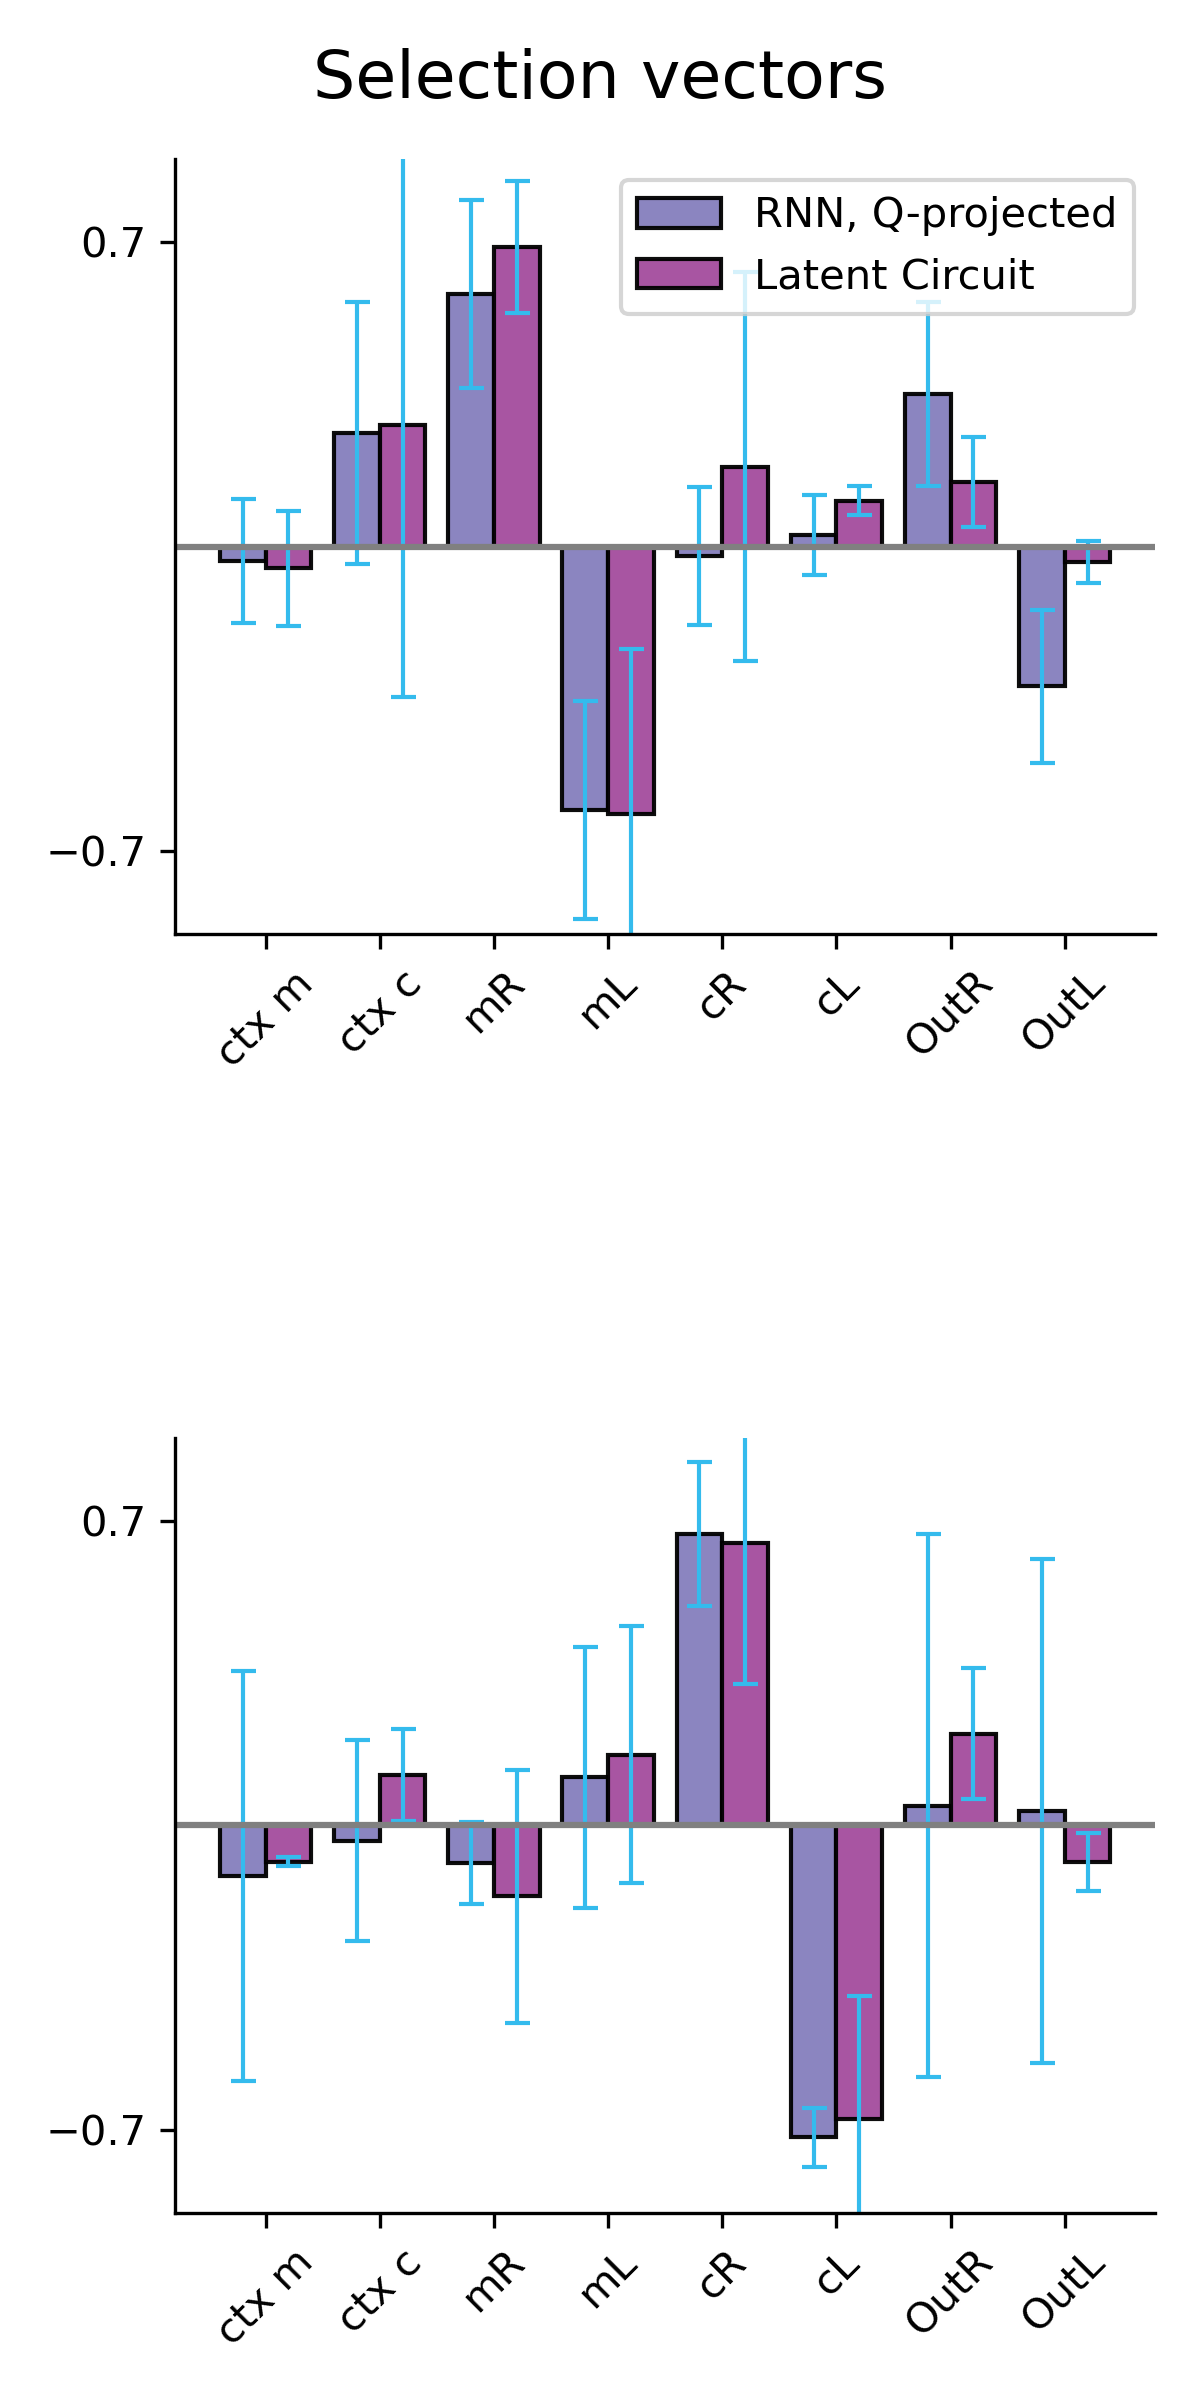 Selection vectors
RNN, Q-projected
Latent Circuit
0.7
−0.7
ctx m
ctx c
mR
mL
cR
cL
OutR
OutL
0.7
−0.7
ctx m
ctx c
mR
mL
cR
cL
OutR
OutL